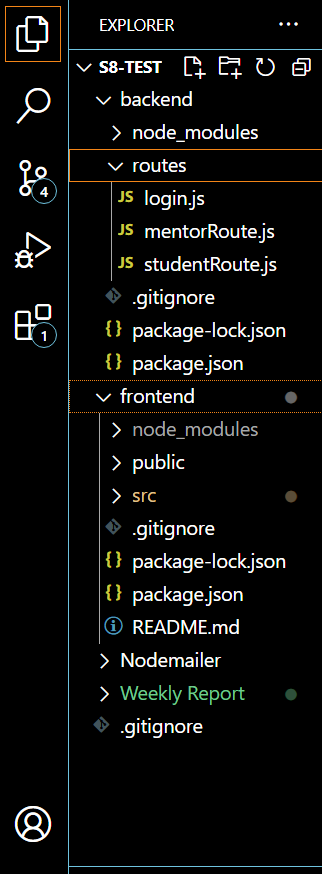 EXPLORER ...
S8-TEST
backend
node_modules
routes
JS login.js
4
JS mentorRoute.js
JS studentRoute.js
.gitignore
1
{} package-lock.json
{} package.json
frontend
node_modules
public
src
.gitignore
{} package-lock.json
{} package.json
README.md
Nodemailer
Weekly Report
.gitignore